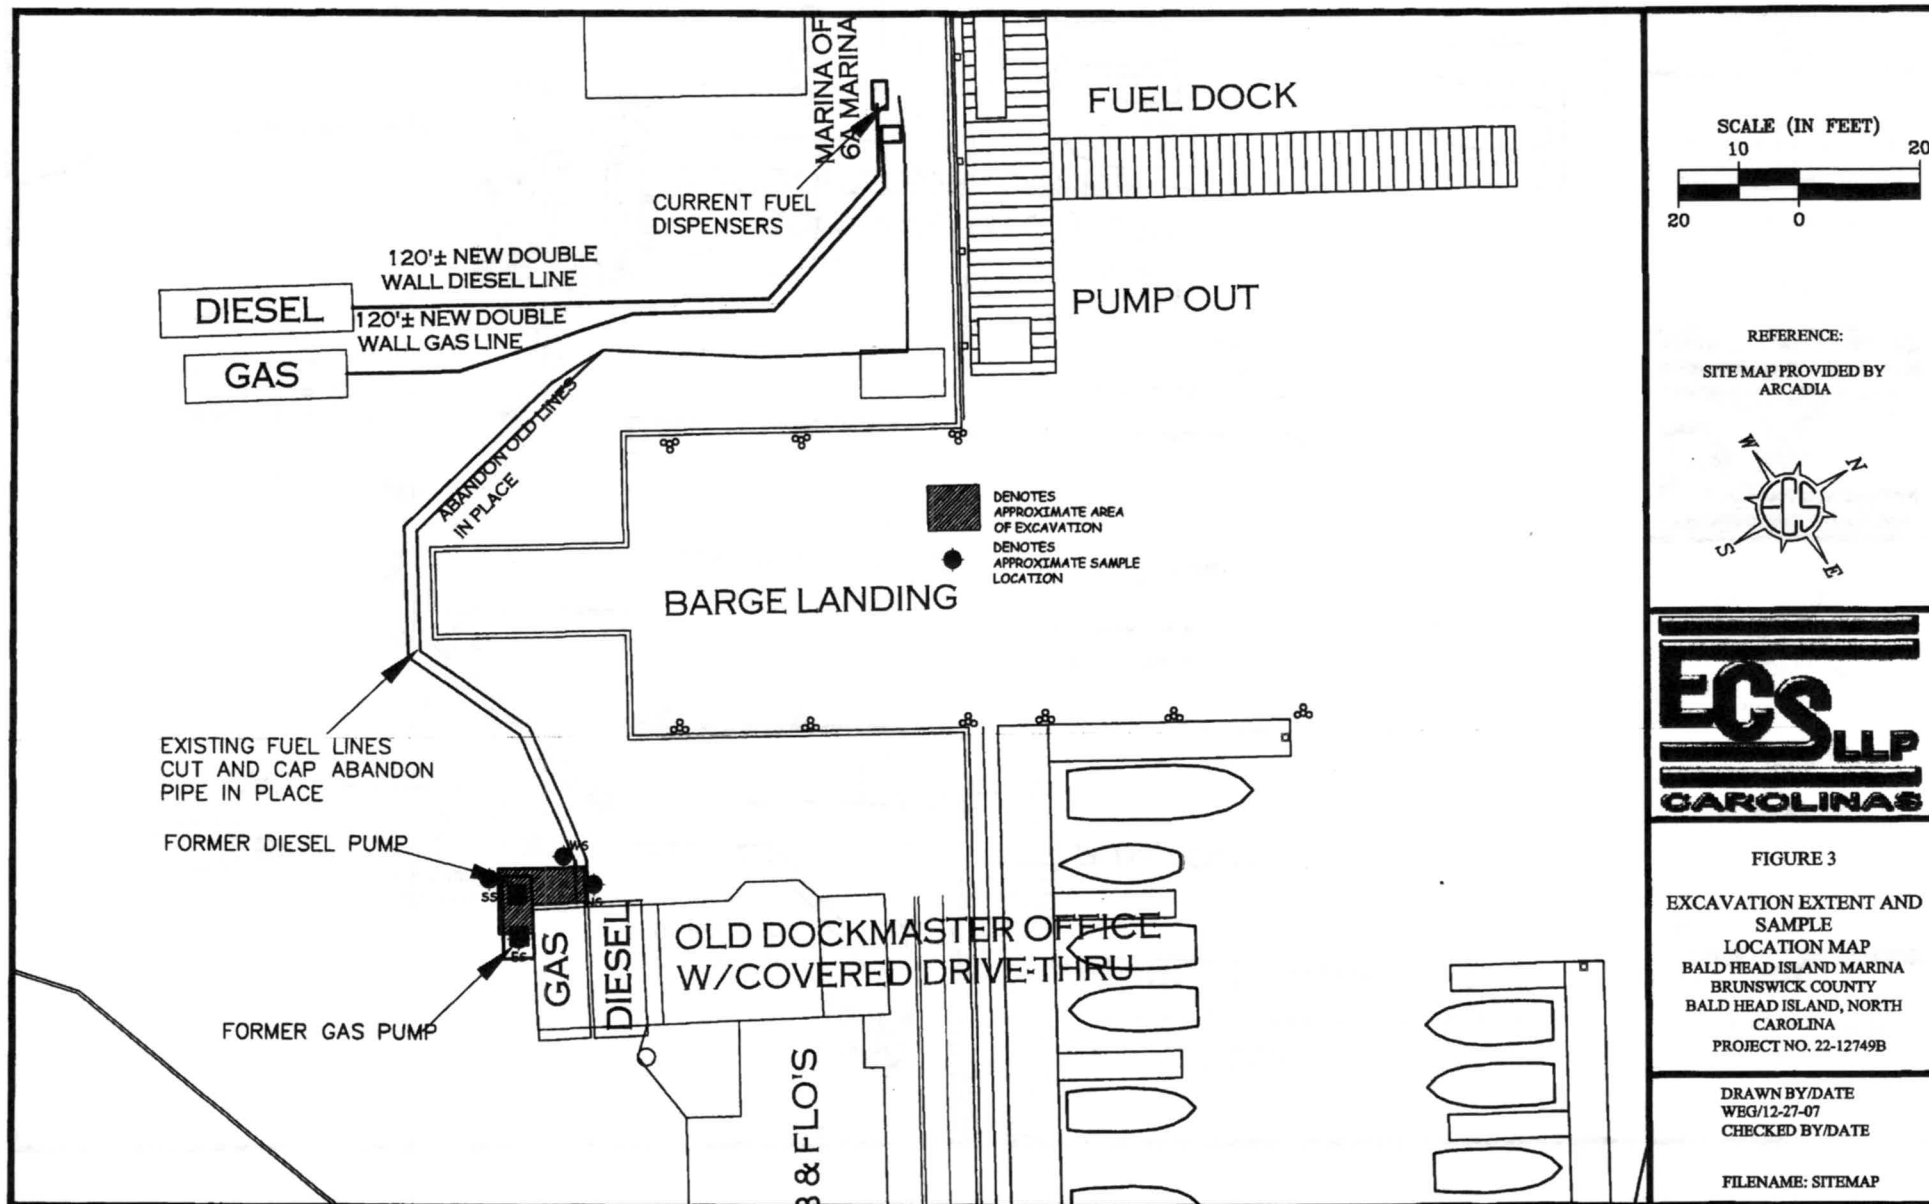 MARINA OF
6A MARINA
FUEL DOCK
CURRENT FUEL
DISPENSERS
120'± NEW DOUBLE
WALL DIESEL LINE
DIESEL
120'± NEW DOUBLE
WALL GAS LINE
GAS
PUMP OUT
ABANDON OLD LINES
IN PLACE
DENOTES
APPROXIMATE AREA
OF EXCAVATION
DENOTES
APPROXIMATE SAMPLE
LOCATION
BARGE LANDING
EXISTING FUEL LINES
CUT AND CAP ABANDON
PIPE IN PLACE
FORMER DIESEL PUMP
WS
SS
NS
ES
FORMER GAS PUMP
GAS
DIESEL
OLD DOCKMASTER OFFICE
W/COVERED DRIVE-THRU
& FLO'S
SCALE (IN FEET)
10 20
20 0
REFERENCE:
SITE MAP PROVIDED BY
ARCADIA
W
N
S
E
ECS
ECS LLP
CAROLINAS
FIGURE 3
EXCAVATION EXTENT AND
SAMPLE
LOCATION MAP
BALD HEAD ISLAND MARINA
BRUNSWICK COUNTY
BALD HEAD ISLAND, NORTH
CAROLINA
PROJECT NO. 22-12749B
DRAWN BY/DATE
WEG/12-27-07
CHECKED BY/DATE
FILENAME: SITEMAP